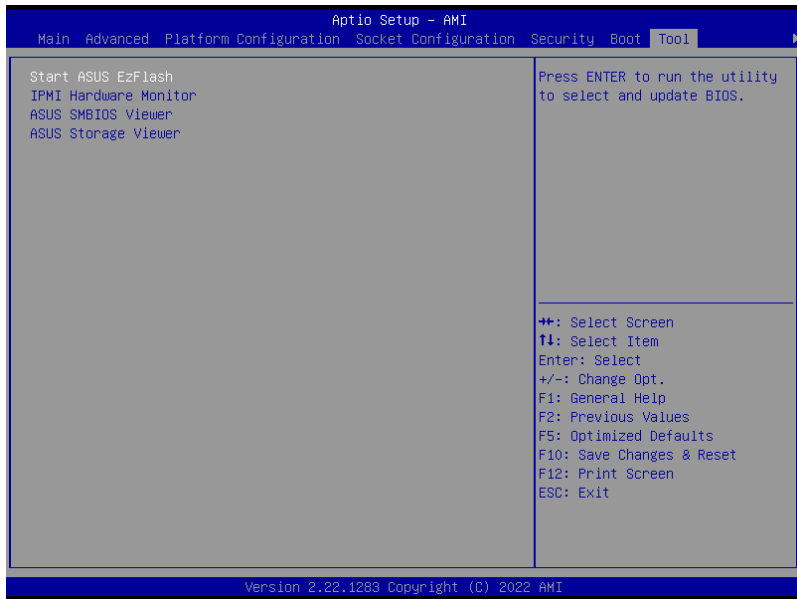 Aptio Setup - AMI
Main Advanced Platform Configuration Socket Configuration Security Boot Tool
Start ASUS EzFlash
IPMI Hardware Monitor
ASUS SMBIOS Viewer
ASUS Storage Viewer
Press ENTER to run the utility
to select and update BIOS.
→←: Select Screen
↑↓: Select Item
Enter: Select
+/-: Change Opt.
F1: General Help
F2: Previous Values
F5: Optimized Defaults
F10: Save Changes & Reset
F12: Print Screen
ESC: Exit
Version 2.22.1283 Copyright (C) 2022 AMI